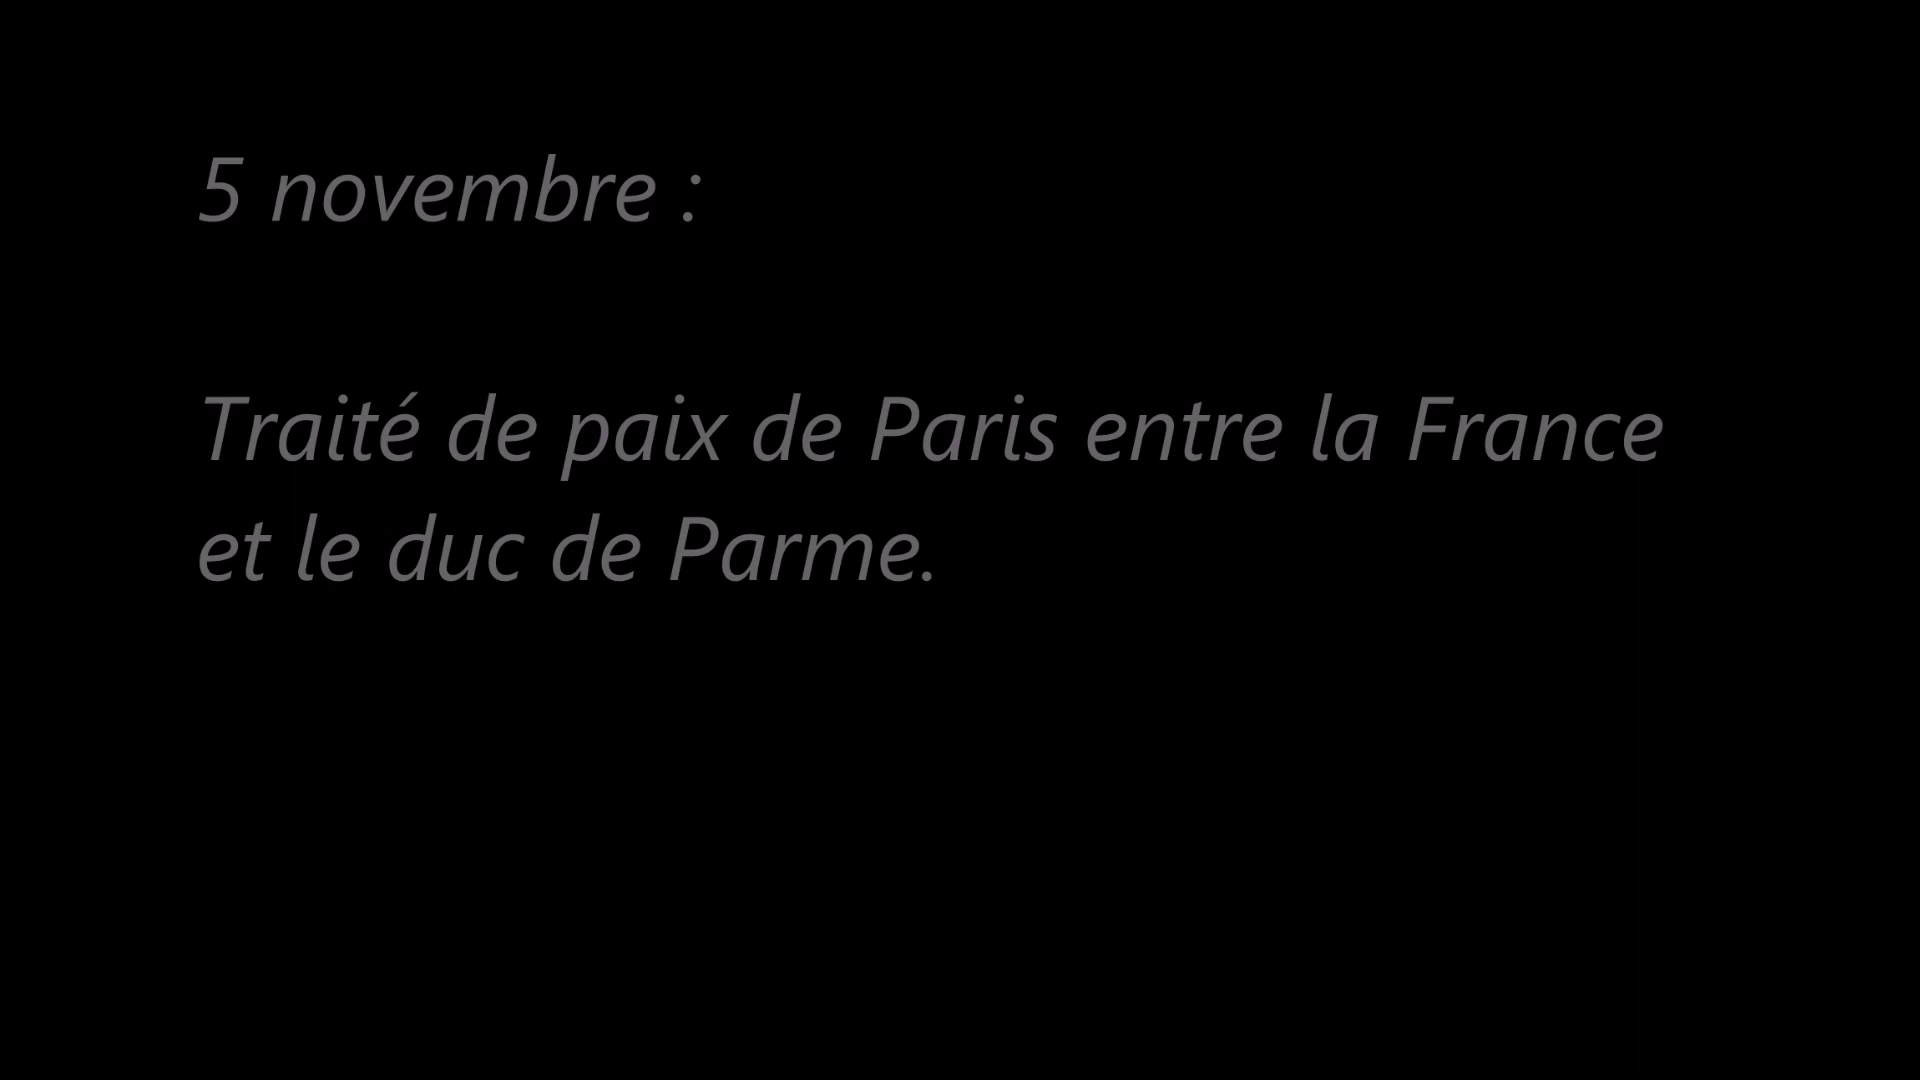 5 novembre :
Traité de paix de Paris entre la France
et le duc de Parme.